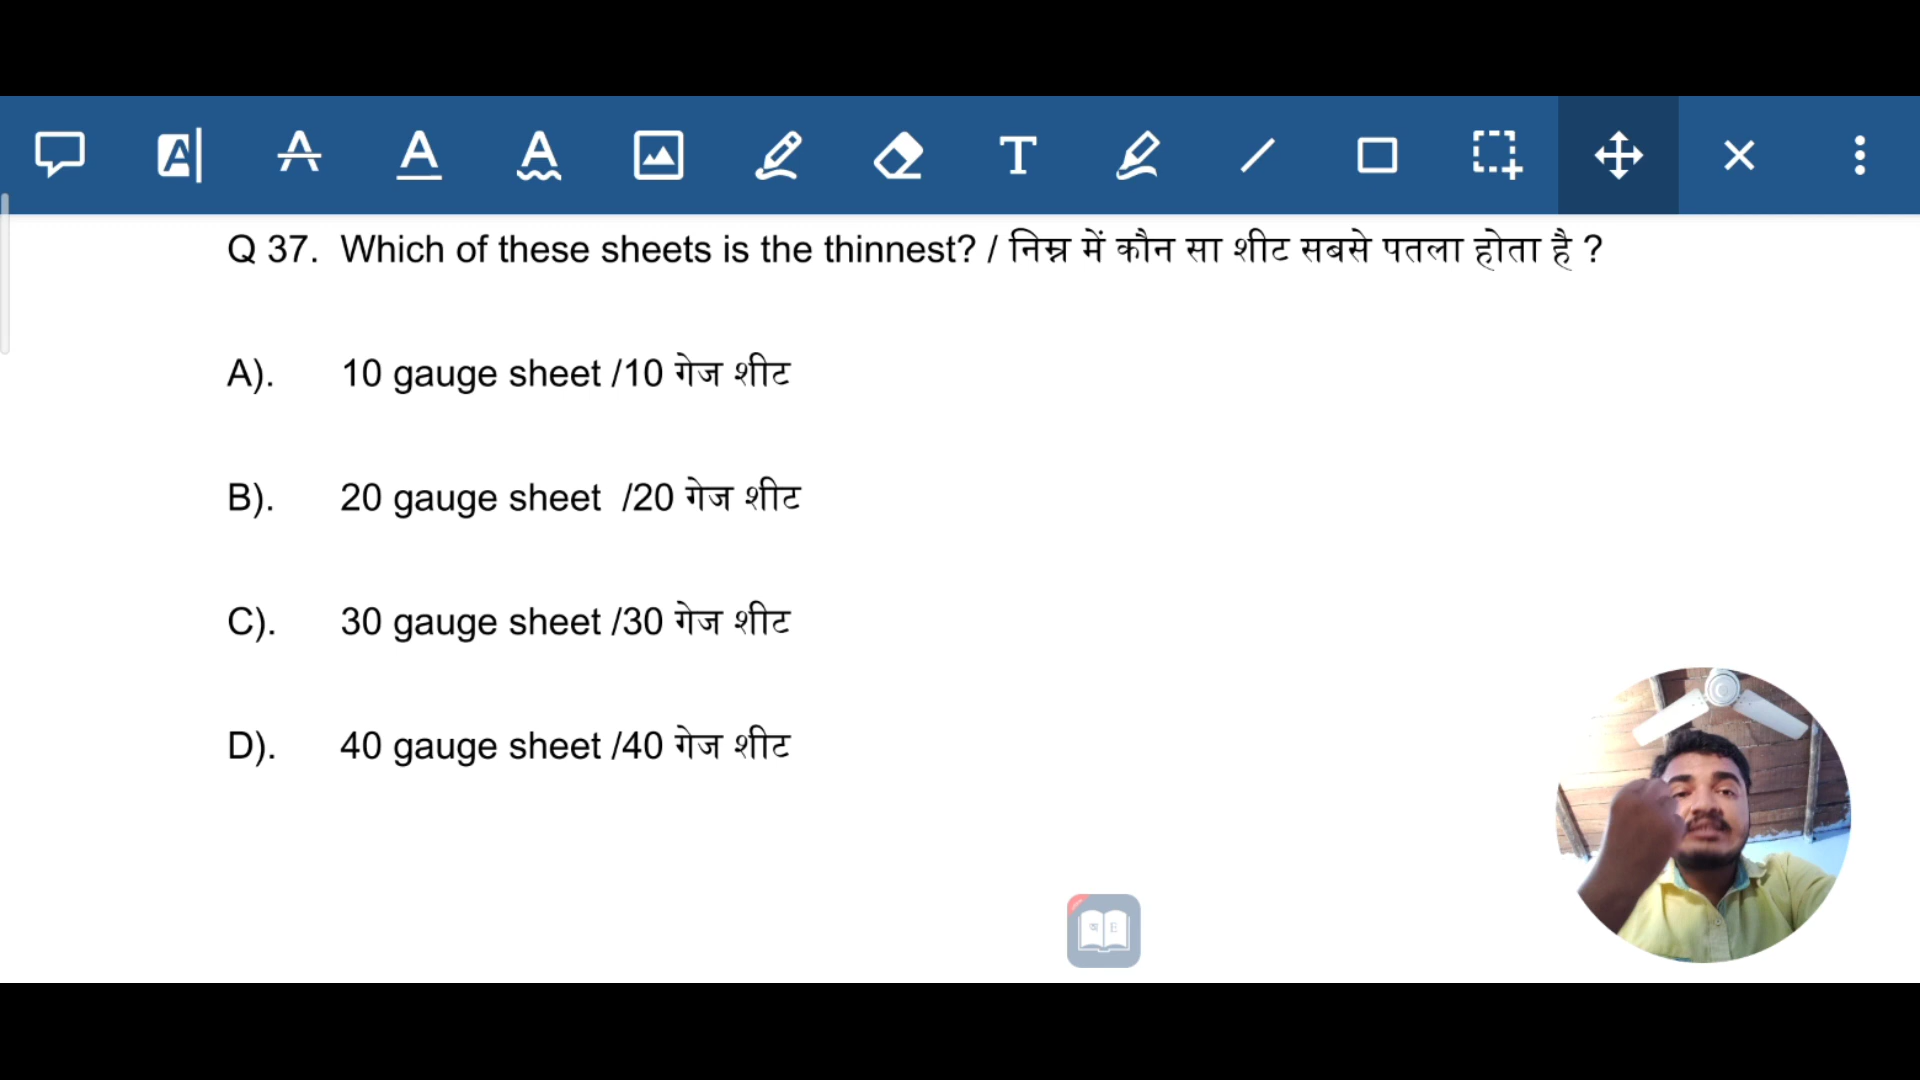 Q 37. Which of these sheets is the thinnest? / निम्न में कौन सा शीट सबसे पतला होता है ?
A). 10 gauge sheet /10 गेज शीट
B). 20 gauge sheet /20 गेज शीट
C). 30 gauge sheet /30 गेज शीट
D). 40 gauge sheet /40 गेज शीट